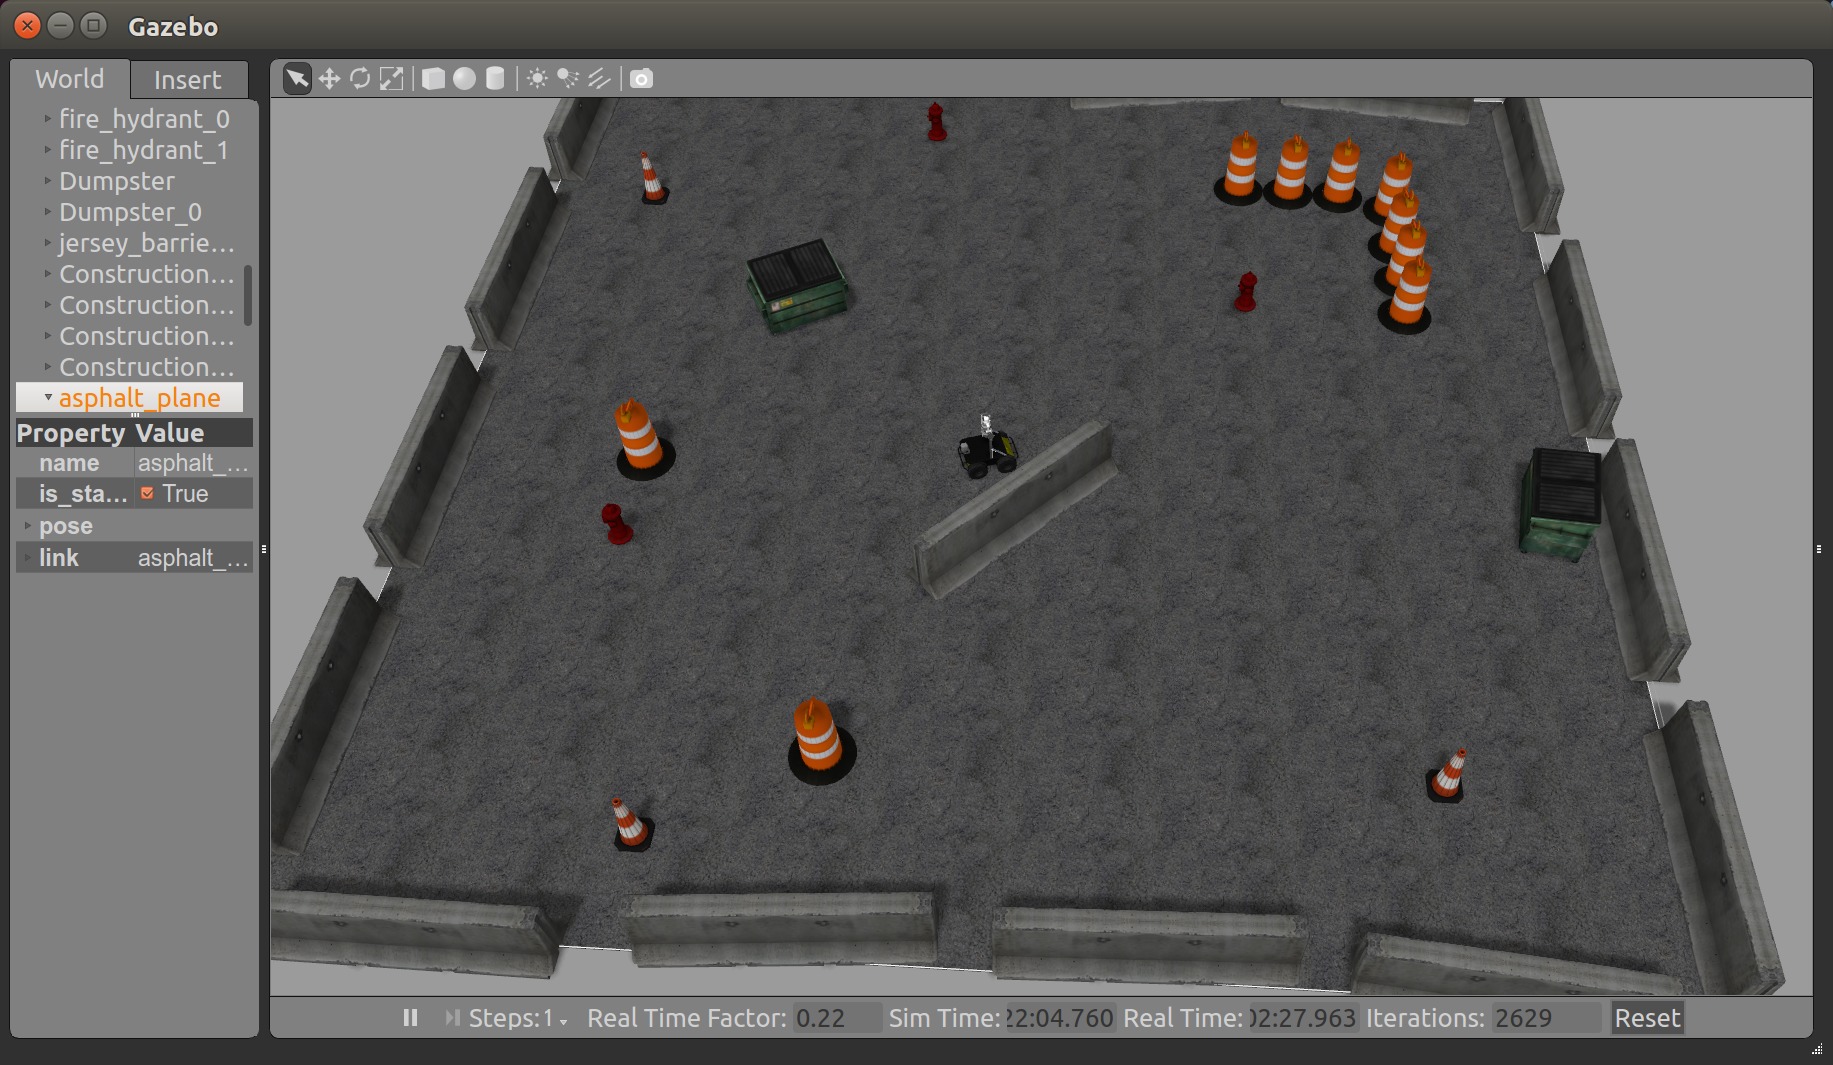 Gazebo
World Insert
fire_hydrant_0
fire_hydrant_1
Dumpster
Dumpster_0
jersey_barrie...
Construction...
Construction...
Construction...
Construction...
asphalt_plane
Property Value
name asphalt_...
is_sta... True
pose
link asphalt_...
Steps:1 Real Time Factor: 0.22 Sim Time: 22:04.760 Real Time: 02:27.963 Iterations: 2629 Reset